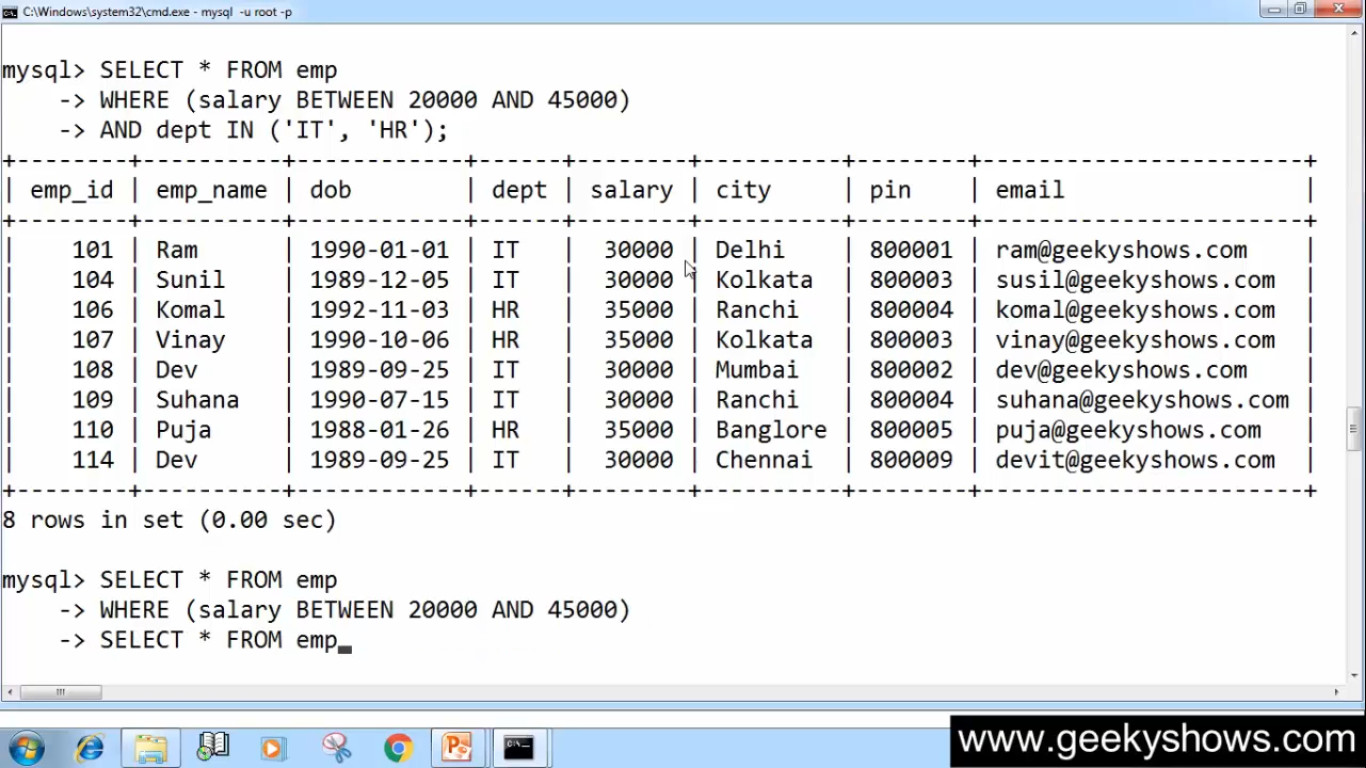 C:\Windows\system32\cmd.exe - mysql -u root -p
mysql> SELECT * FROM emp
    -> WHERE (salary BETWEEN 20000 AND 45000)
    -> AND dept IN ('IT', 'HR');
+--------+----------+------------+------+--------+----------+--------+-----------------------+
| emp_id | emp_name | dob        | dept | salary | city     | pin    | email                 |
+--------+----------+------------+------+--------+----------+--------+-----------------------+
|    101 | Ram      | 1990-01-01 | IT   |  30000 | Delhi    | 800001 | ram@geekyshows.com    |
|    104 | Sunil    | 1989-12-05 | IT   |  30000 | Kolkata  | 800003 | susil@geekyshows.com  |
|    106 | Komal    | 1992-11-03 | HR   |  35000 | Ranchi   | 800004 | komal@geekyshows.com  |
|    107 | Vinay    | 1990-10-06 | HR   |  35000 | Kolkata  | 800003 | vinay@geekyshows.com  |
|    108 | Dev      | 1989-09-25 | IT   |  30000 | Mumbai   | 800002 | dev@geekyshows.com    |
|    109 | Suhana   | 1990-07-15 | IT   |  30000 | Ranchi   | 800004 | suhana@geekyshows.com |
|    110 | Puja     | 1988-01-26 | HR   |  35000 | Banglore | 800005 | puja@geekyshows.com   |
|    114 | Dev      | 1989-09-25 | IT   |  30000 | Chennai  | 800009 | devit@geekyshows.com  |
+--------+----------+------------+------+--------+----------+--------+-----------------------+
8 rows in set (0.00 sec)
mysql> SELECT * FROM emp
    -> WHERE (salary BETWEEN 20000 AND 45000)
    -> SELECT * FROM emp
www.geekyshows.com